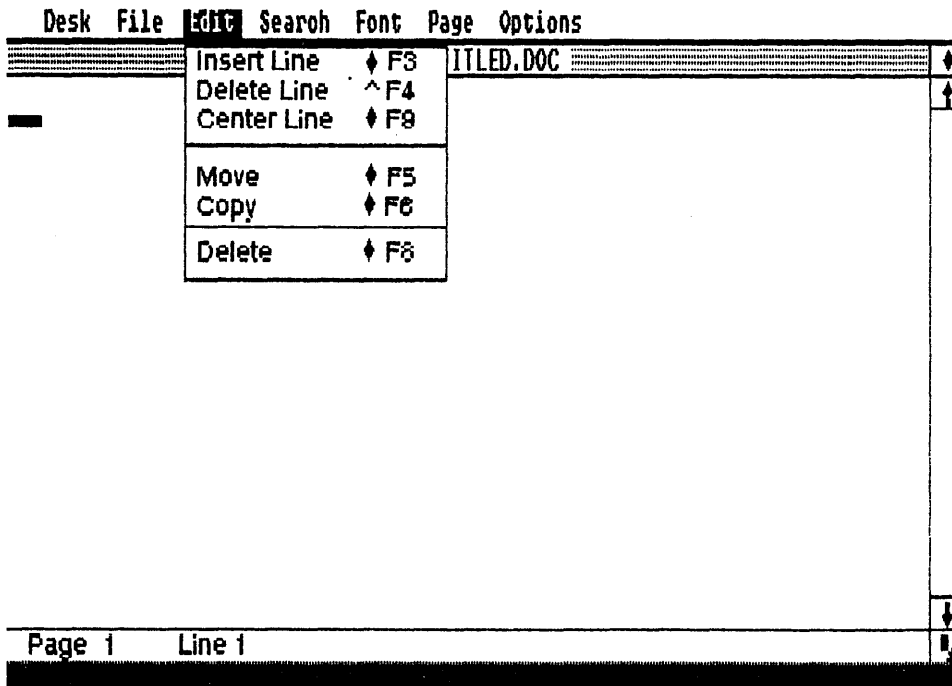 Desk File Edit Search Font Page Options
ITLED.DOC
Insert Line ♦ F3
Delete Line ^ F4
Center Line ♦ F9
Move ♦ F5
Copy ♦ F6
Delete ♦ F8
Page 1 Line 1